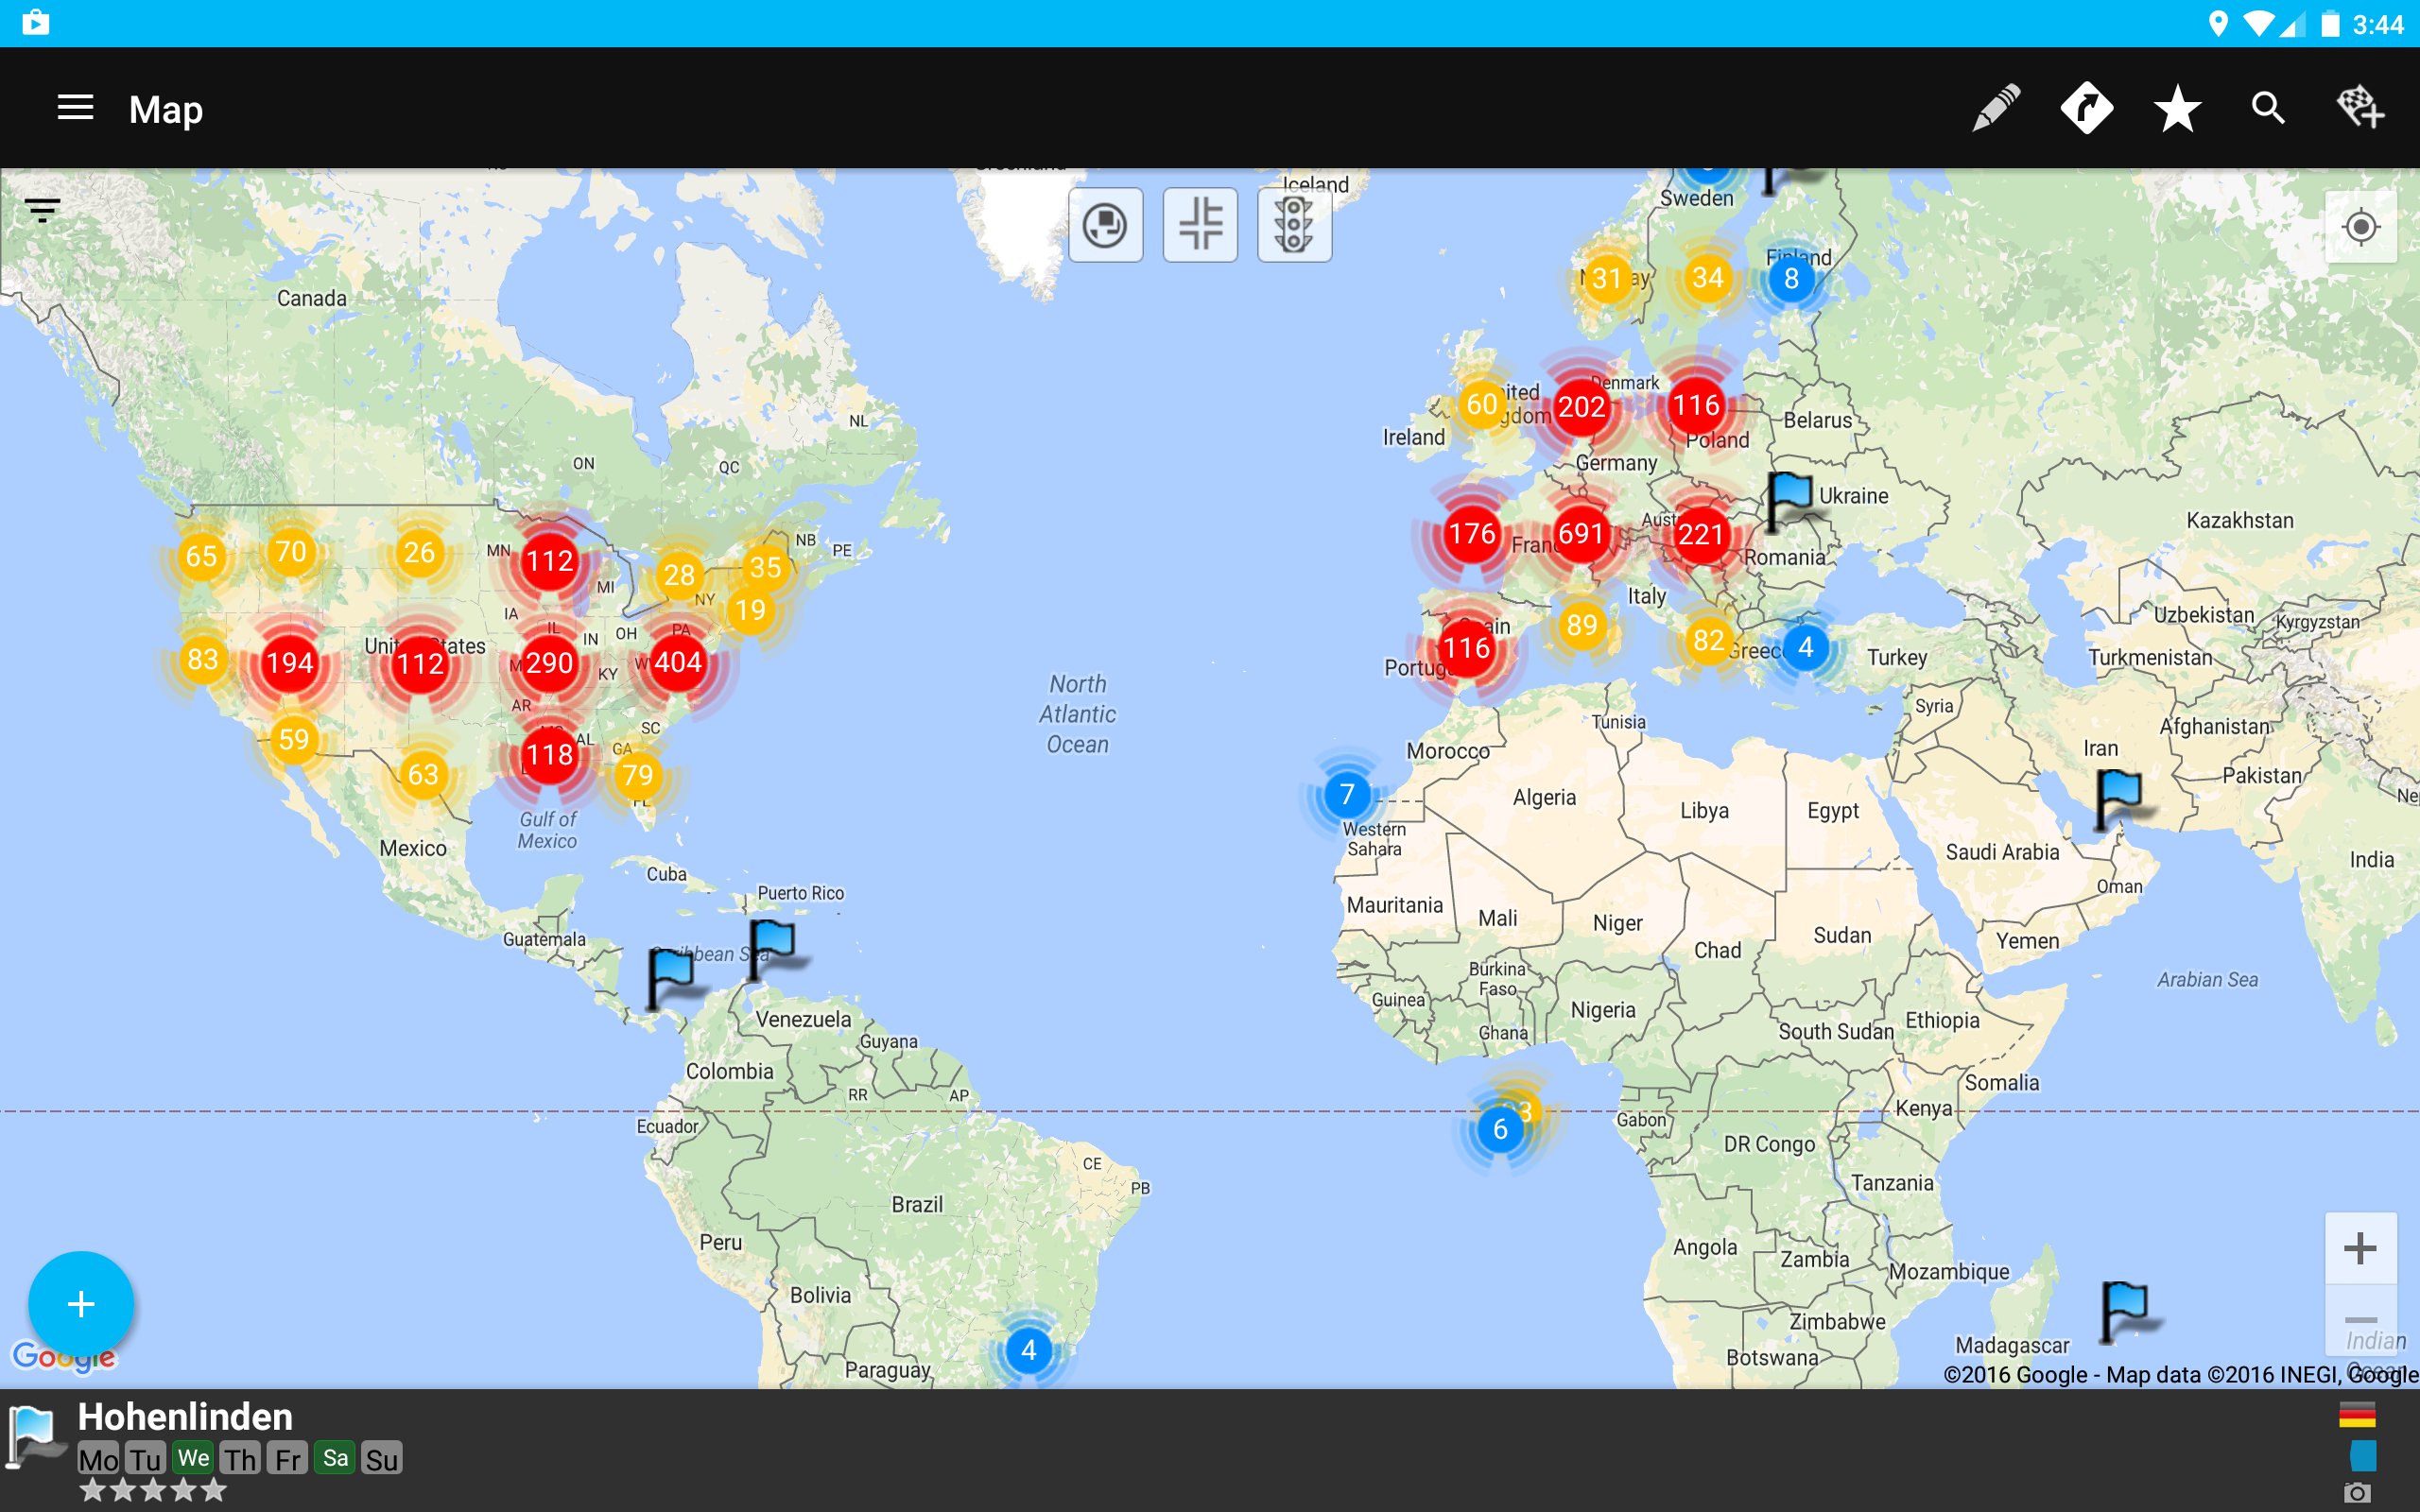 3:44
Map
Greenland
Iceland
Sweden
Finland
31
34
8
Canada
NL
ON
QC
60
202
116
Denmark
Ireland
Poland
Belarus
Germany
Ukraine
Kazakhstan
176
691
221
Romania
Italy
65
70
26
MN
112
MI
28
NY
35
19
NB
PE
IA
IL
IN
OH
PA
83
194
United States
112
290
KY
404
AR
SC
AL
GA
59
63
118
79
FL
Gulf of
Mexico
Mexico
Cuba
Puerto Rico
Guatemala
Caribbean Sea
North
Atlantic
Ocean
116
89
82
4
Greece
Turkey
Uzbekistan
Kyrgyzstan
Turkmenistan
Syria
Afghanistan
Iran
Pakistan
Tunisia
Morocco
7
Western
Sahara
Algeria
Libya
Egypt
Saudi Arabia
Oman
India
Mauritania
Mali
Niger
Chad
Sudan
Yemen
Arabian Sea
Burkina
Faso
Guinea
Ghana
Nigeria
South Sudan
Ethiopia
Somalia
Venezuela
Guyana
Colombia
RR
AP
Ecuador
6
Gabon
Kenya
DR Congo
Tanzania
CE
PB
Brazil
Peru
Bolivia
Paraguay
4
Angola
Zambia
Mozambique
Zimbabwe
Madagascar
Botswana
Indian
Ocean
Google
©2016 Google - Map data ©2016 INEGI, Google
Hohenlinden
Mo Tu We Th Fr Sa Su